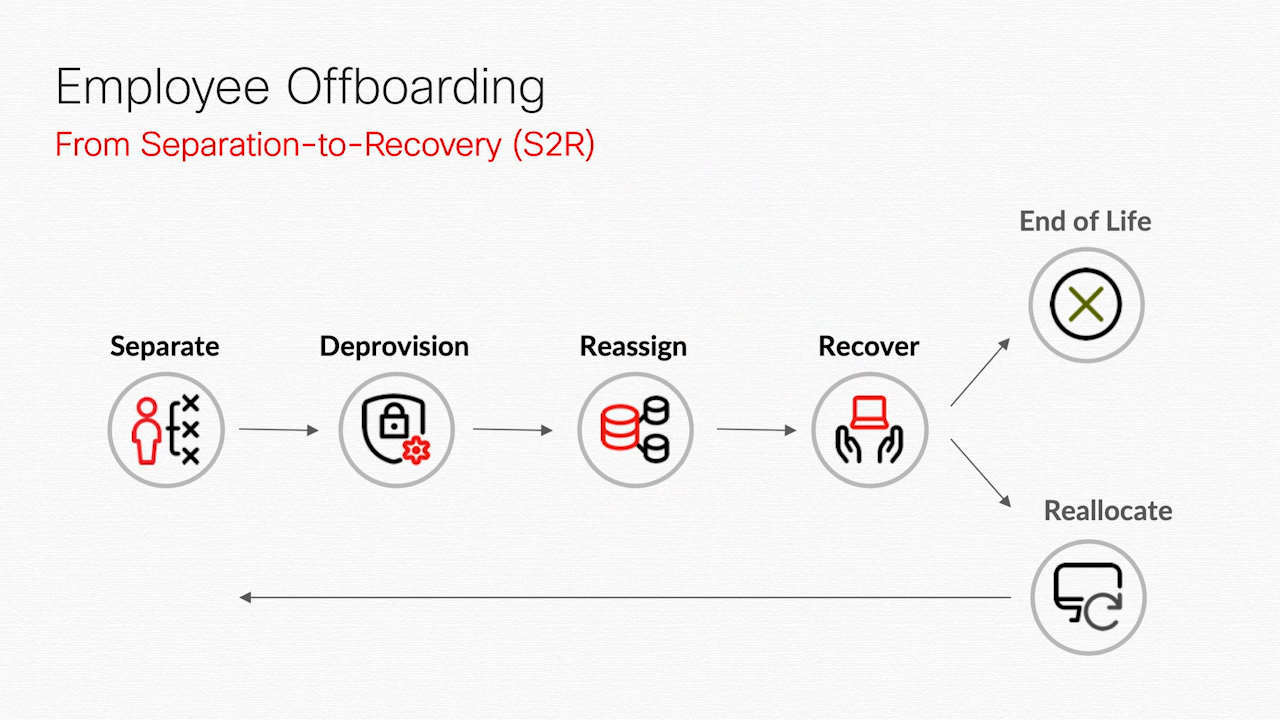 Employee Offboarding
From Separation-to-Recovery (S2R)
End of Life
Separate
Deprovision
Reassign
Recover
Reallocate